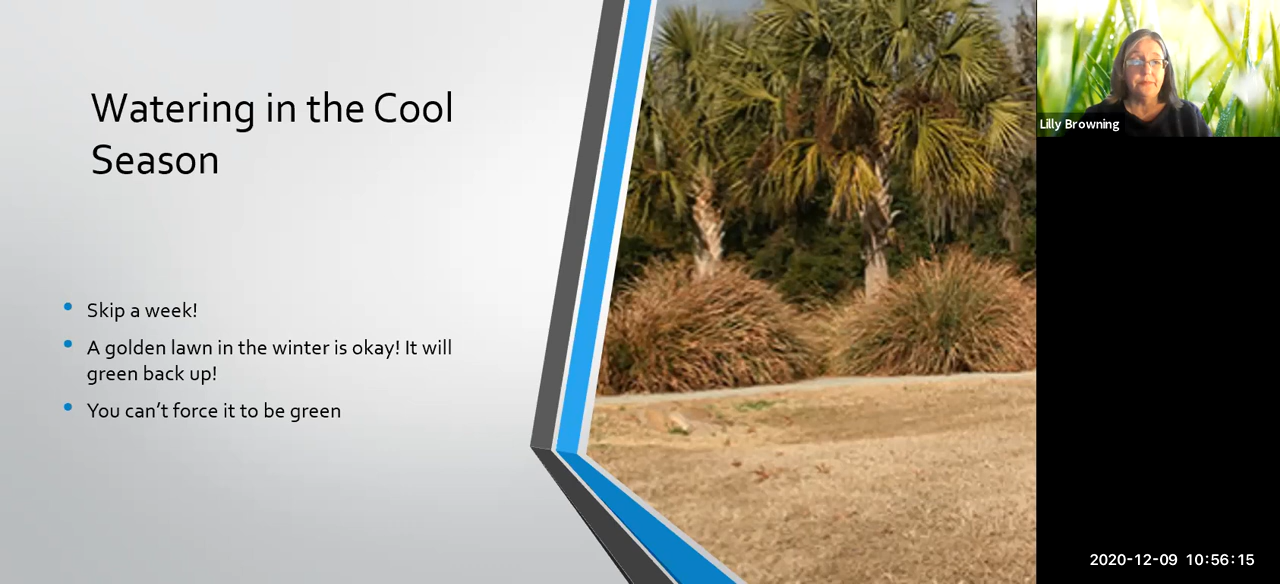 Watering in the Cool
Season
Skip a week!
A golden lawn in the winter is okay! It will
green back up!
You can’t force it to be green
Lilly Browning
2020-12-09 10:56:15